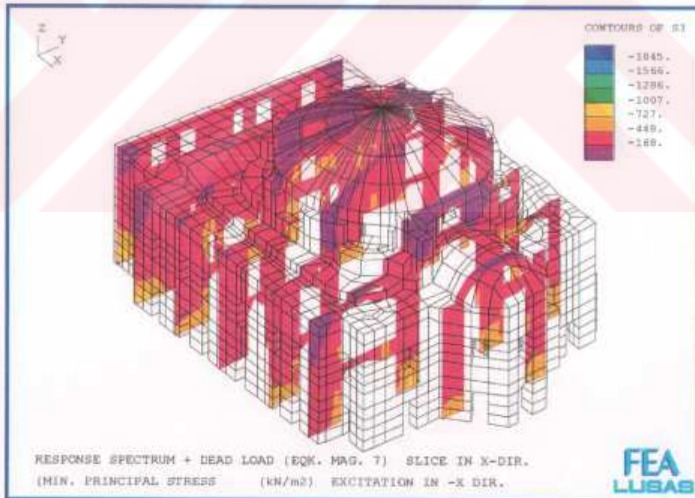 Z
Y
X
CONTOURS OF S3
-1845.
-1566.
-1286.
-1007.
-727.
-448.
-168.
RESPONSE SPECTRUM + DEAD LOAD (EQK. MAG. 7) SLICE IN X-DIR.
(MIN. PRINCIPAL STRESS (kN/m2) EXCITATION IN -X DIR.
FEA
LUSAS